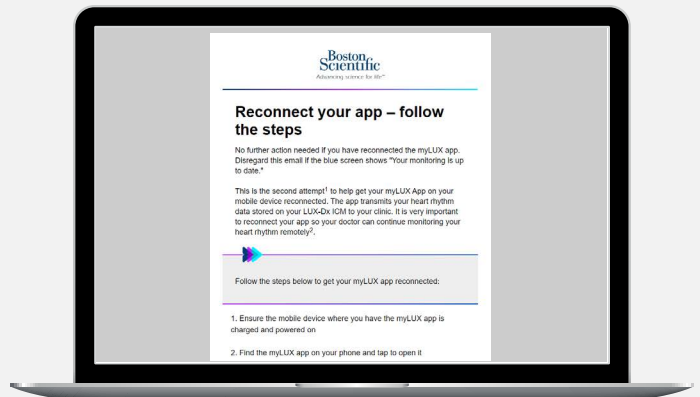 Boston
Scientific
Advancing science for life™
Reconnect your app – follow
the steps
No further action needed if you have reconnected the myLUX app.
Disregard this email if the blue screen shows "Your monitoring is up
to date."
This is the second attempt¹ to help get your myLUX App on your
mobile device reconnected. The app transmits your heart rhythm
data stored on your LUX-Dx ICM to your clinic. It is very important
to reconnect your app so your doctor can continue monitoring your
heart rhythm remotely².
Follow the steps below to get your myLUX app reconnected:
1. Ensure the mobile device where you have the myLUX app is
charged and powered on
2. Find the myLUX app on your phone and tap to open it